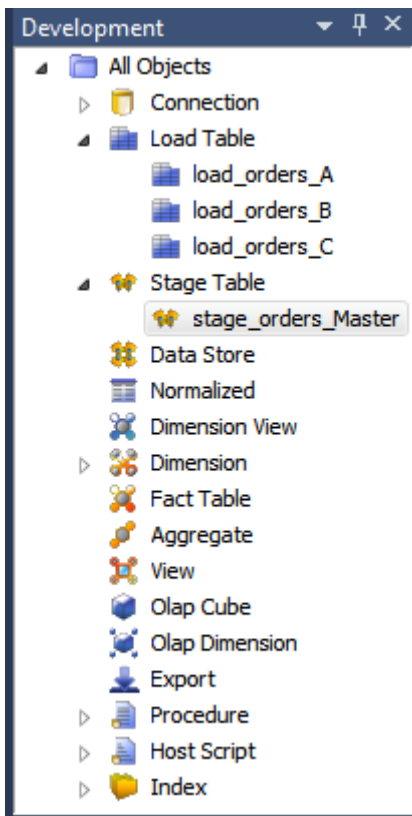 Development
All Objects
Connection
Load Table
load_orders_A
load_orders_B
load_orders_C
Stage Table
stage_orders_Master
Data Store
Normalized
Dimension View
Dimension
Fact Table
Aggregate
View
Olap Cube
Olap Dimension
Export
Procedure
Host Script
Index